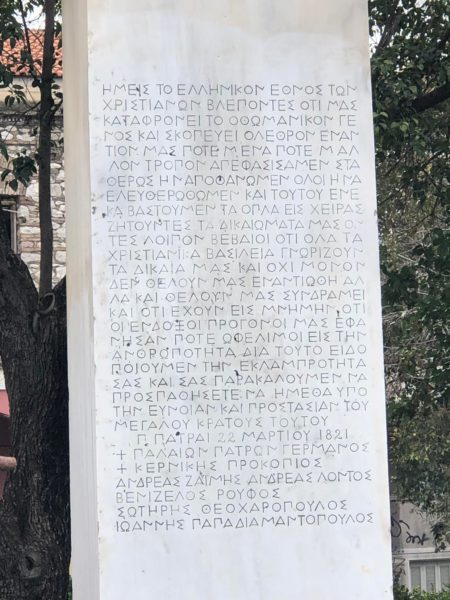 ΗΜΕΙΣ ΤΟ ΕΛΛΗΝΙΚΟΝ ΕΘΝΟΣ ΤΩΝ
ΧΡΙΣΤΙΑΝΩΝ ΒΛΕΠΟΝΤΕΣ ΟΤΙ ΜΑΣ
ΚΑΤΑΦΡΟΝΕΙ ΤΟ ΟΘΩΜΑΝΙΚΟΝ ΓΕ
ΝΟΣ ΚΑΙ ΣΚΟΠΕΥΕΙ ΟΛΕΘΡΟΝ ΕΝΑΝ
ΤΙΟΝ ΜΑΣ ΠΟΤΕ Μ ΕΝΑ ΠΟΤΕ Μ ΑΛ
ΛΟΝ ΤΡΟΠΟΝ ΑΠΕΦΑΣΙΣΑΜΕΝ ΣΤΑ
ΘΕΡΩΣ Η ΝΑ ΠΟΘΑΝΩΜΕΝ ΟΛΟΙ Η ΝΑ
ΕΛΕΥΘΕΡΩΘΩΜΕΝ ΚΑΙ ΤΟΥΤΟΥ ΕΝΕ
ΚΑ ΒΑΣΤΟΥΜΕΝ ΤΑ ΟΠΛΑ ΕΙΣ ΧΕΙΡΑΣ
ΖΗΤΟΥΝΤΕΣ ΤΑ ΔΙΚΑΙΩΜΑΤΑ ΜΑΣ Ο
ΤΕΣ ΛΟΙΠΟΝ ΒΕΒΑΙΟΙ ΟΤΙ ΟΛΑ ΤΑ
ΧΡΙΣΤΙΑΝΙΚΑ ΒΑΣΙΛΕΙΑ ΓΝΩΡΙΖΟΥΝ
ΤΑ ΔΙΚΑΙΑ ΜΑΣ ΚΑΙ ΟΧΙ ΜΟΝΟΝ
ΔΕΝ ΘΕΛΟΥΝ ΜΑΣ ΕΝΑΝΤΙΩΘΗ ΑΛ
ΛΑ ΚΑΙ ΘΕΛΟΥΝ ΜΑΣ ΣΥΝΔΡΑΜΕΙ
ΚΑΙ ΟΤΙ ΕΧΟΥΝ ΕΙΣ ΜΝΗΜΗΝ ΟΤΙ
ΟΙ ΕΝΔΟΞΟΙ ΠΡΟΓΟΝΟΙ ΜΑΣ ΕΦΑ
ΝΗΣΑΝ ΠΟΤΕ ΩΦΕΛΙΜΟΙ ΕΙΣ ΤΗΝ
ΑΝΘΡΩΠΟΤΗΤΑ ΔΙΑ ΤΟΥΤΟ ΕΙΔΟ
ΠΟΙΟΥΜΕΝ ΤΗΝ ΕΚΛΑΜΠΡΟΤΗΤΑ
ΣΑΣ ΚΑΙ ΣΑΣ ΠΑΡΑΚΑΛΟΥΜΕΝ ΝΑ
ΠΡΟΣΠΑΘΗΣΕΤΕ ΝΑ ΗΜΕΘΑ ΥΠΟ
ΤΗΝ ΕΥΝΟΙΑΝ ΚΑΙ ΠΡΟΣΤΑΣΙΑΝ ΤΟΥ
ΜΕΓΑΛΟΥ ΚΡΑΤΟΥΣ ΤΟΥΤΟΥ
Π. ΠΑΤΡΑΙ 22 ΜΑΡΤΙΟΥ 1821
+ ΠΑΛΑΙΩΝ ΠΑΤΡΩΝ ΓΕΡΜΑΝΟΣ
+ ΚΕΡΝΙΚΗΣ ΠΡΟΚΟΠΙΟΣ
ΑΝΔΡΕΑΣ ΖΑΪΜΗΣ ΑΝΔΡΕΑΣ ΛΟΝΤΟΣ
ΒΕΝΙΖΕΛΟΣ ΡΟΥΦΟΣ
ΣΩΤΗΡΗΣ ΘΕΟΧΑΡΟΠΟΥΛΟΣ
ΙΩΑΝΝΗΣ ΠΑΠΑΔΙΑΜΑΝΤΟΠΟΥΛΟΣ